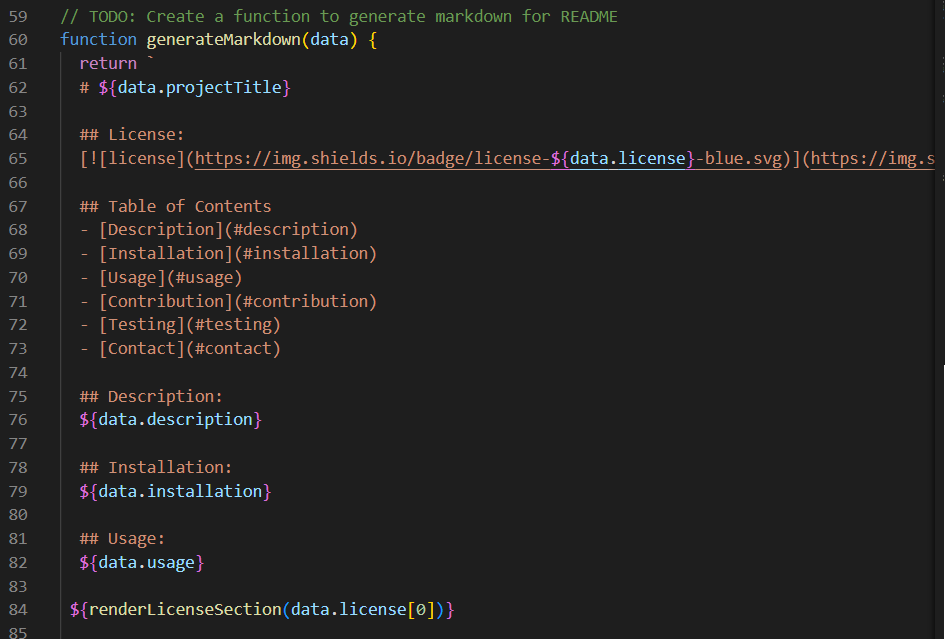 59 // TODO: Create a function to generate markdown for README
60 function generateMarkdown(data) {
61 return `
62 # ${data.projectTitle}
63
64 ## License:
65 [![license](https://img.shields.io/badge/license-${data.license}-blue.svg)](https://img.s
66
67 ## Table of Contents
68 - [Description](#description)
69 - [Installation](#installation)
70 - [Usage](#usage)
71 - [Contribution](#contribution)
72 - [Testing](#testing)
73 - [Contact](#contact)
74
75 ## Description:
76 ${data.description}
77
78 ## Installation:
79 ${data.installation}
80
81 ## Usage:
82 ${data.usage}
83
84 ${renderLicenseSection(data.license[0])}
85